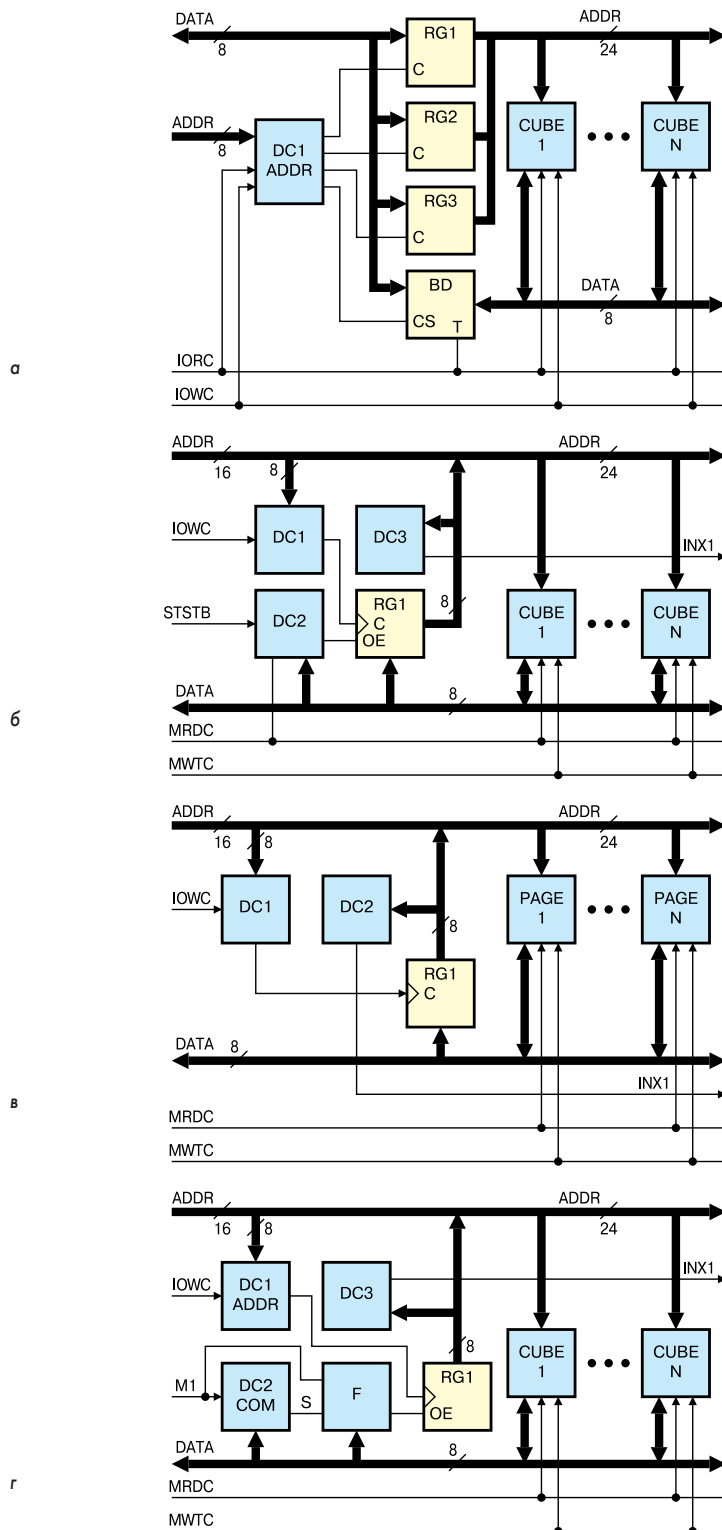 DATA
8
RG1
C
ADDR
24
ADDR
8
DC1
ADDR
RG2
C
CUBE
1
CUBE
N
RG3
C
BD
CS
T
DATA
8
а
IORC
IOWC
ADDR
16
8
ADDR
24
IOWC
DC1
DC3
INX1
STSTB
DC2
RG1
C
OE
8
CUBE
1
CUBE
N
DATA
8
б
MRDC
MWTC
ADDR
16
8
ADDR
24
IOWC
DC1
DC2
8
PAGE
1
PAGE
N
RG1
C
DATA
8
INX1
в
MRDC
MWTC
ADDR
16
8
ADDR
24
IOWC
DC1
ADDR
DC3
INX1
8
CUBE
1
CUBE
N
M1
DC2
COM
S
F
RG1
OE
DATA
8
г
MRDC
MWTC